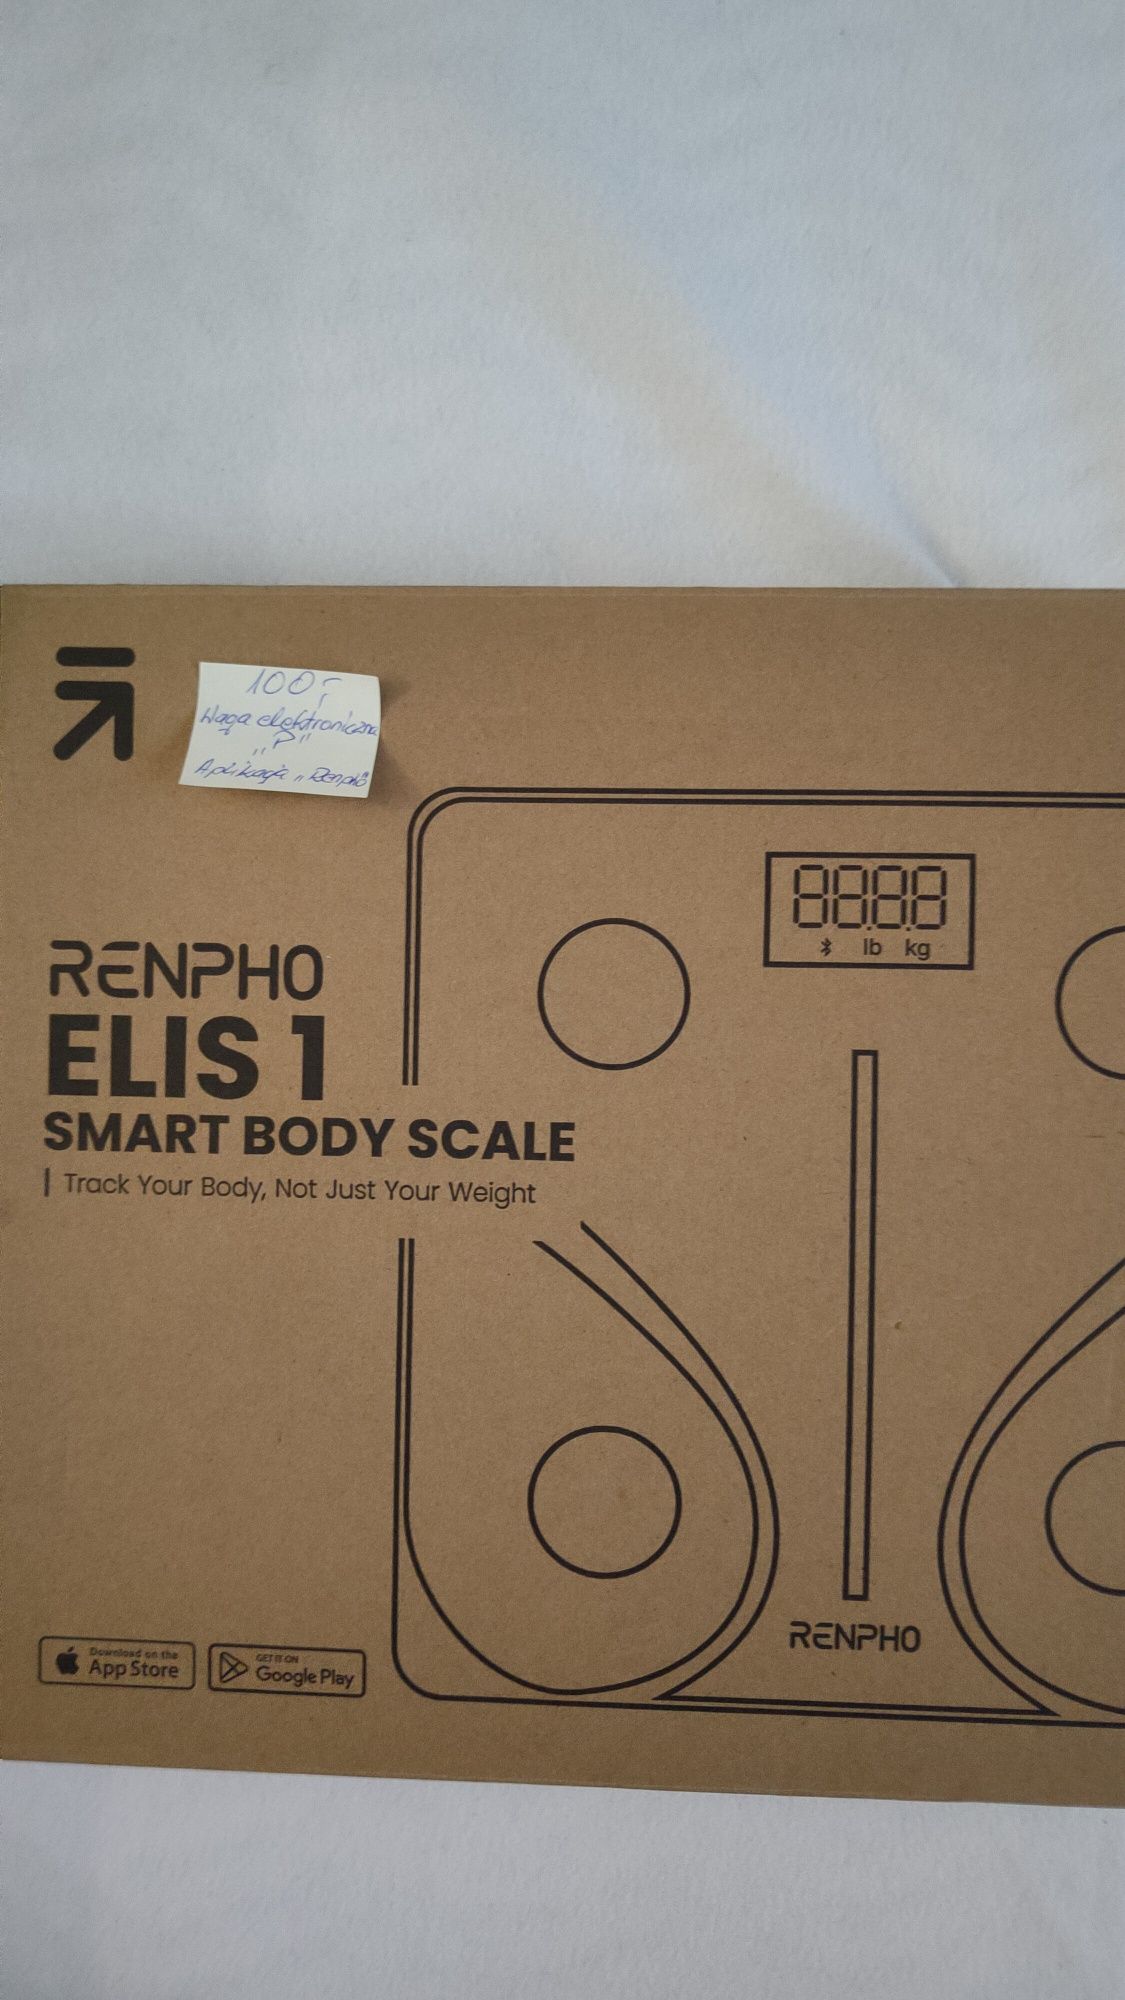 100,-
Waga elektroniczna
„P"
Aplikacja „Renpho"
8888
lb kg
RENPHO
ELIS 1
SMART BODY SCALE
Track Your Body, Not Just Your Weight
RENPHO
Download on the
App Store
GET IT ON
Google Play